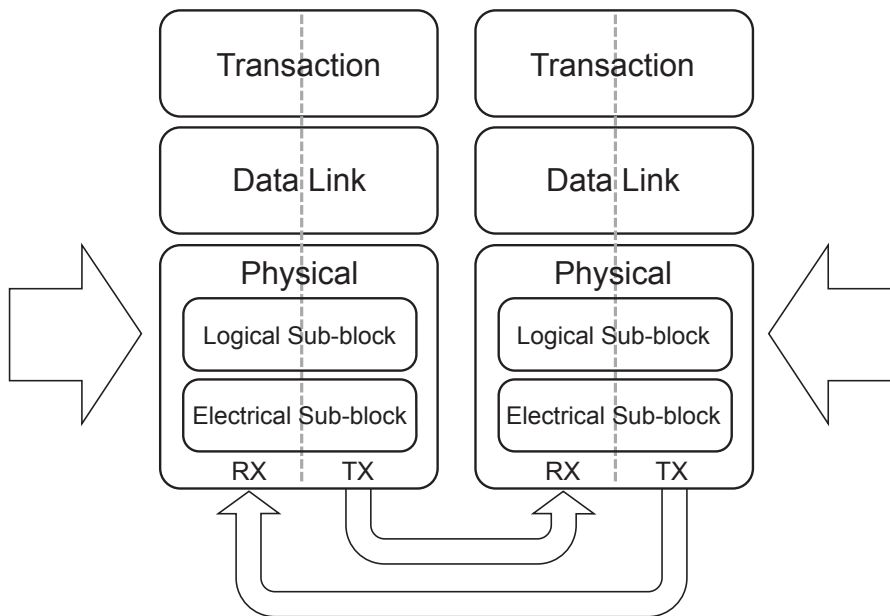 Transaction
Transaction
Data Link
Data Link
Physical
Physical
Logical Sub-block
Logical Sub-block
Electrical Sub-block
Electrical Sub-block
RX TX
RX TX